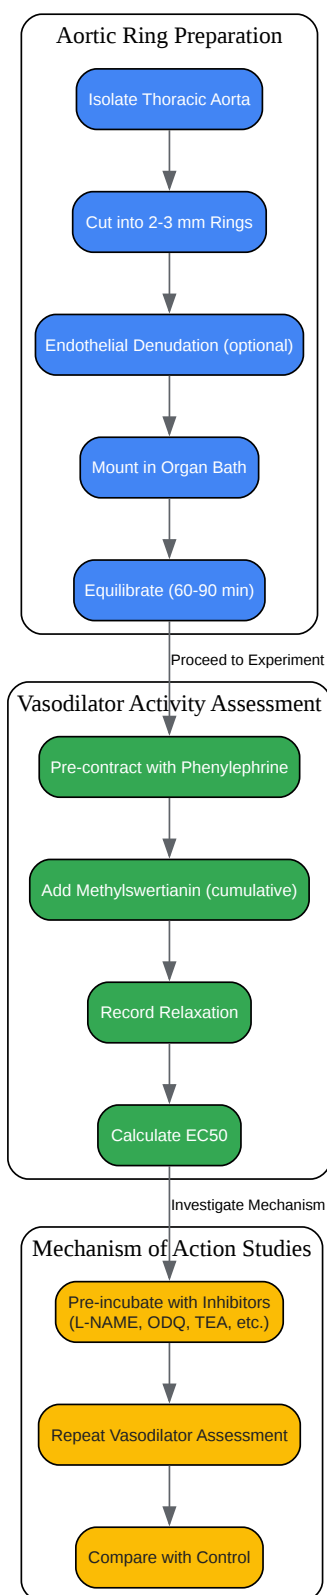 Aortic Ring Preparation
Isolate Thoracic Aorta
Cut into 2-3 mm Rings
Endothelial Denudation (optional)
Mount in Organ Bath
Equilibrate (60-90 min)
Proceed to Experiment
Vasodilator Activity Assessment
Pre-contract with Phenylephrine
Add Methylswertianin (cumulative)
Record Relaxation
Calculate EC50
Investigate Mechanism
Mechanism of Action Studies
Pre-incubate with Inhibitors
(L-NAME, ODQ, TEA, etc.)
Repeat Vasodilator Assessment
Compare with Control